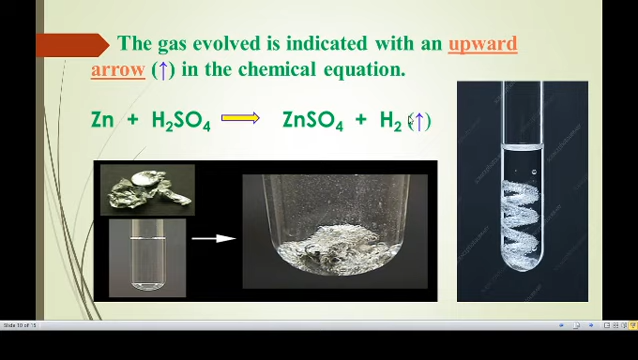 The gas evolved is indicated with an upward
arrow (↑) in the chemical equation.
Zn + H₂SO₄ ⟶ ZnSO₄ + H₂ (↑)
Slide 10 of 15